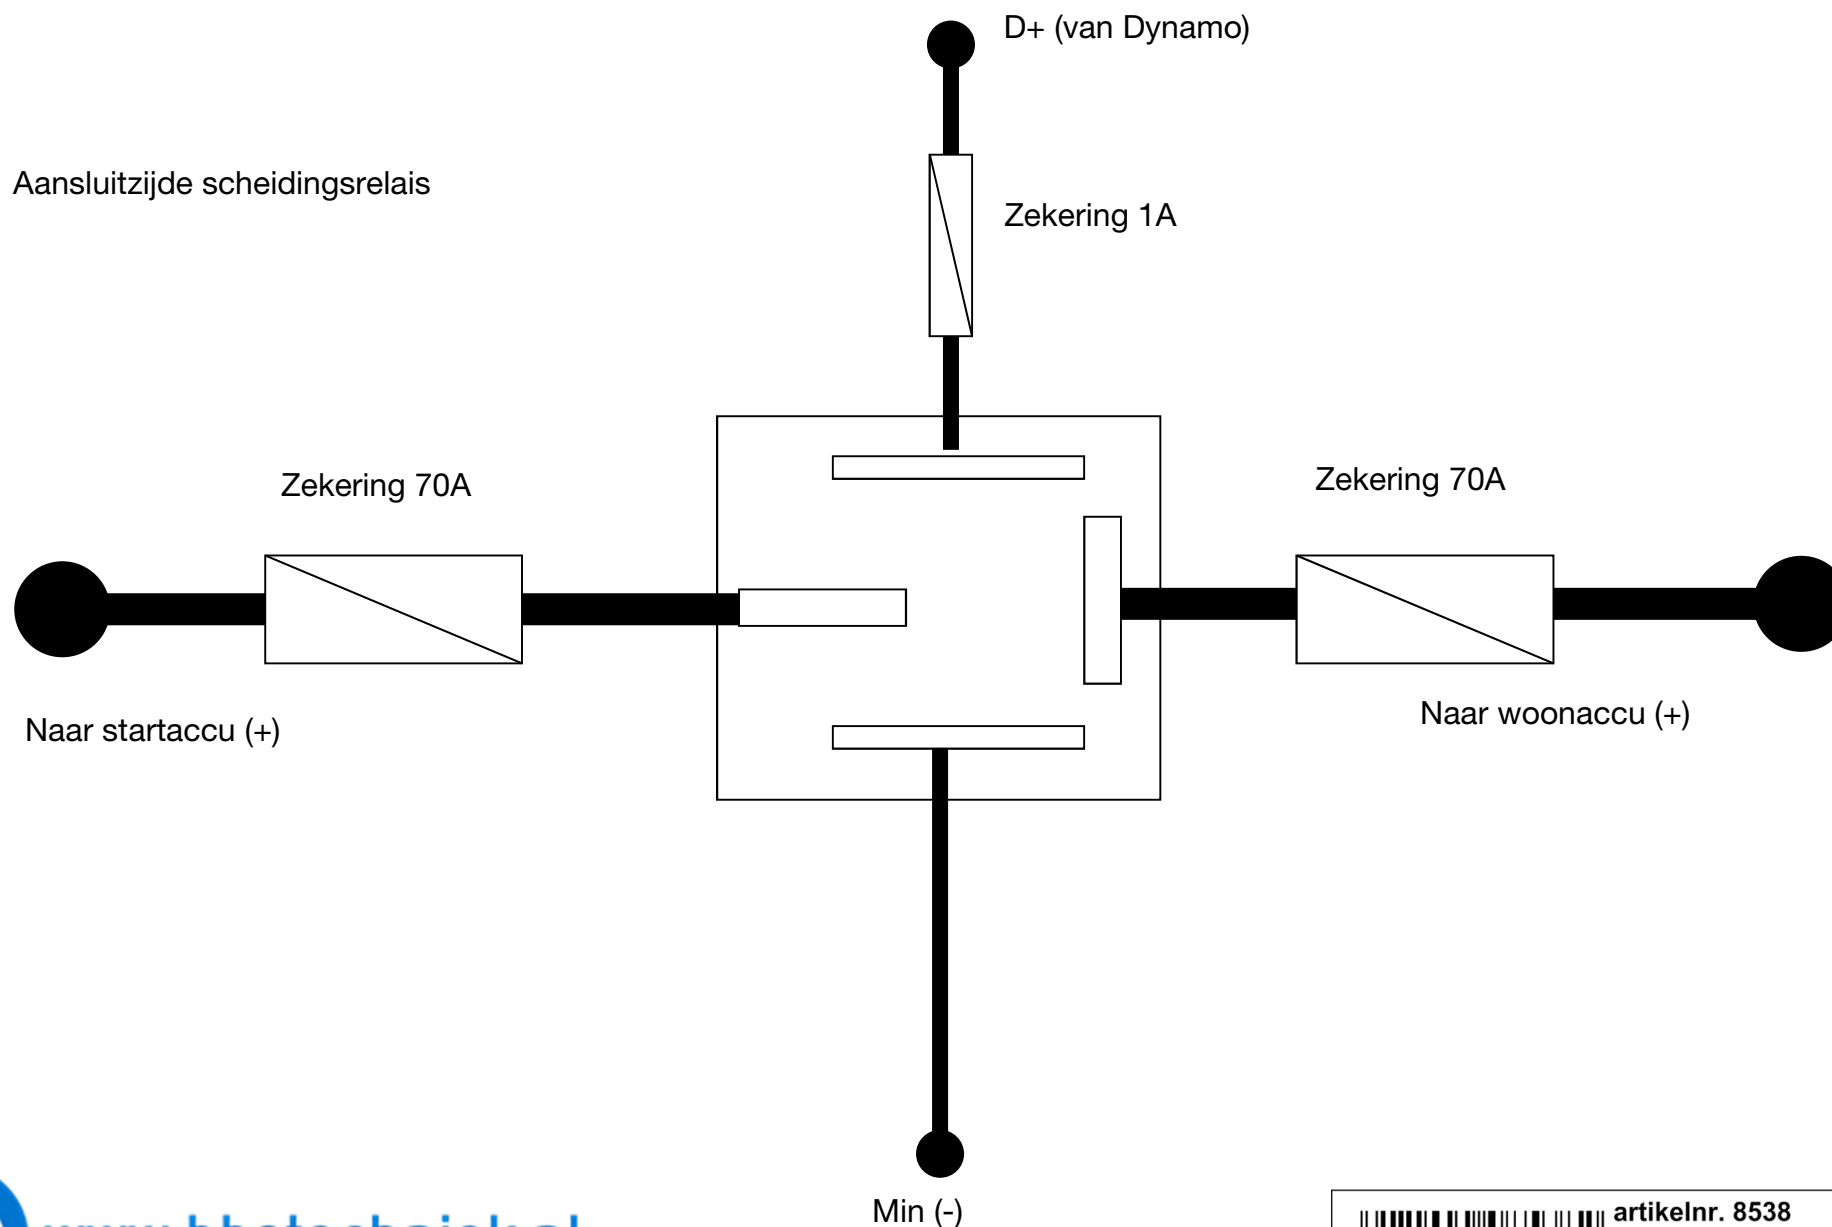 D+ (van Dynamo)
Aansluitzijde scheidingsrelais
Zekering 1A
Zekering 70A
Zekering 70A
Naar startaccu (+)
Naar woonaccu (+)
Min (-)
artikelnr. 8538